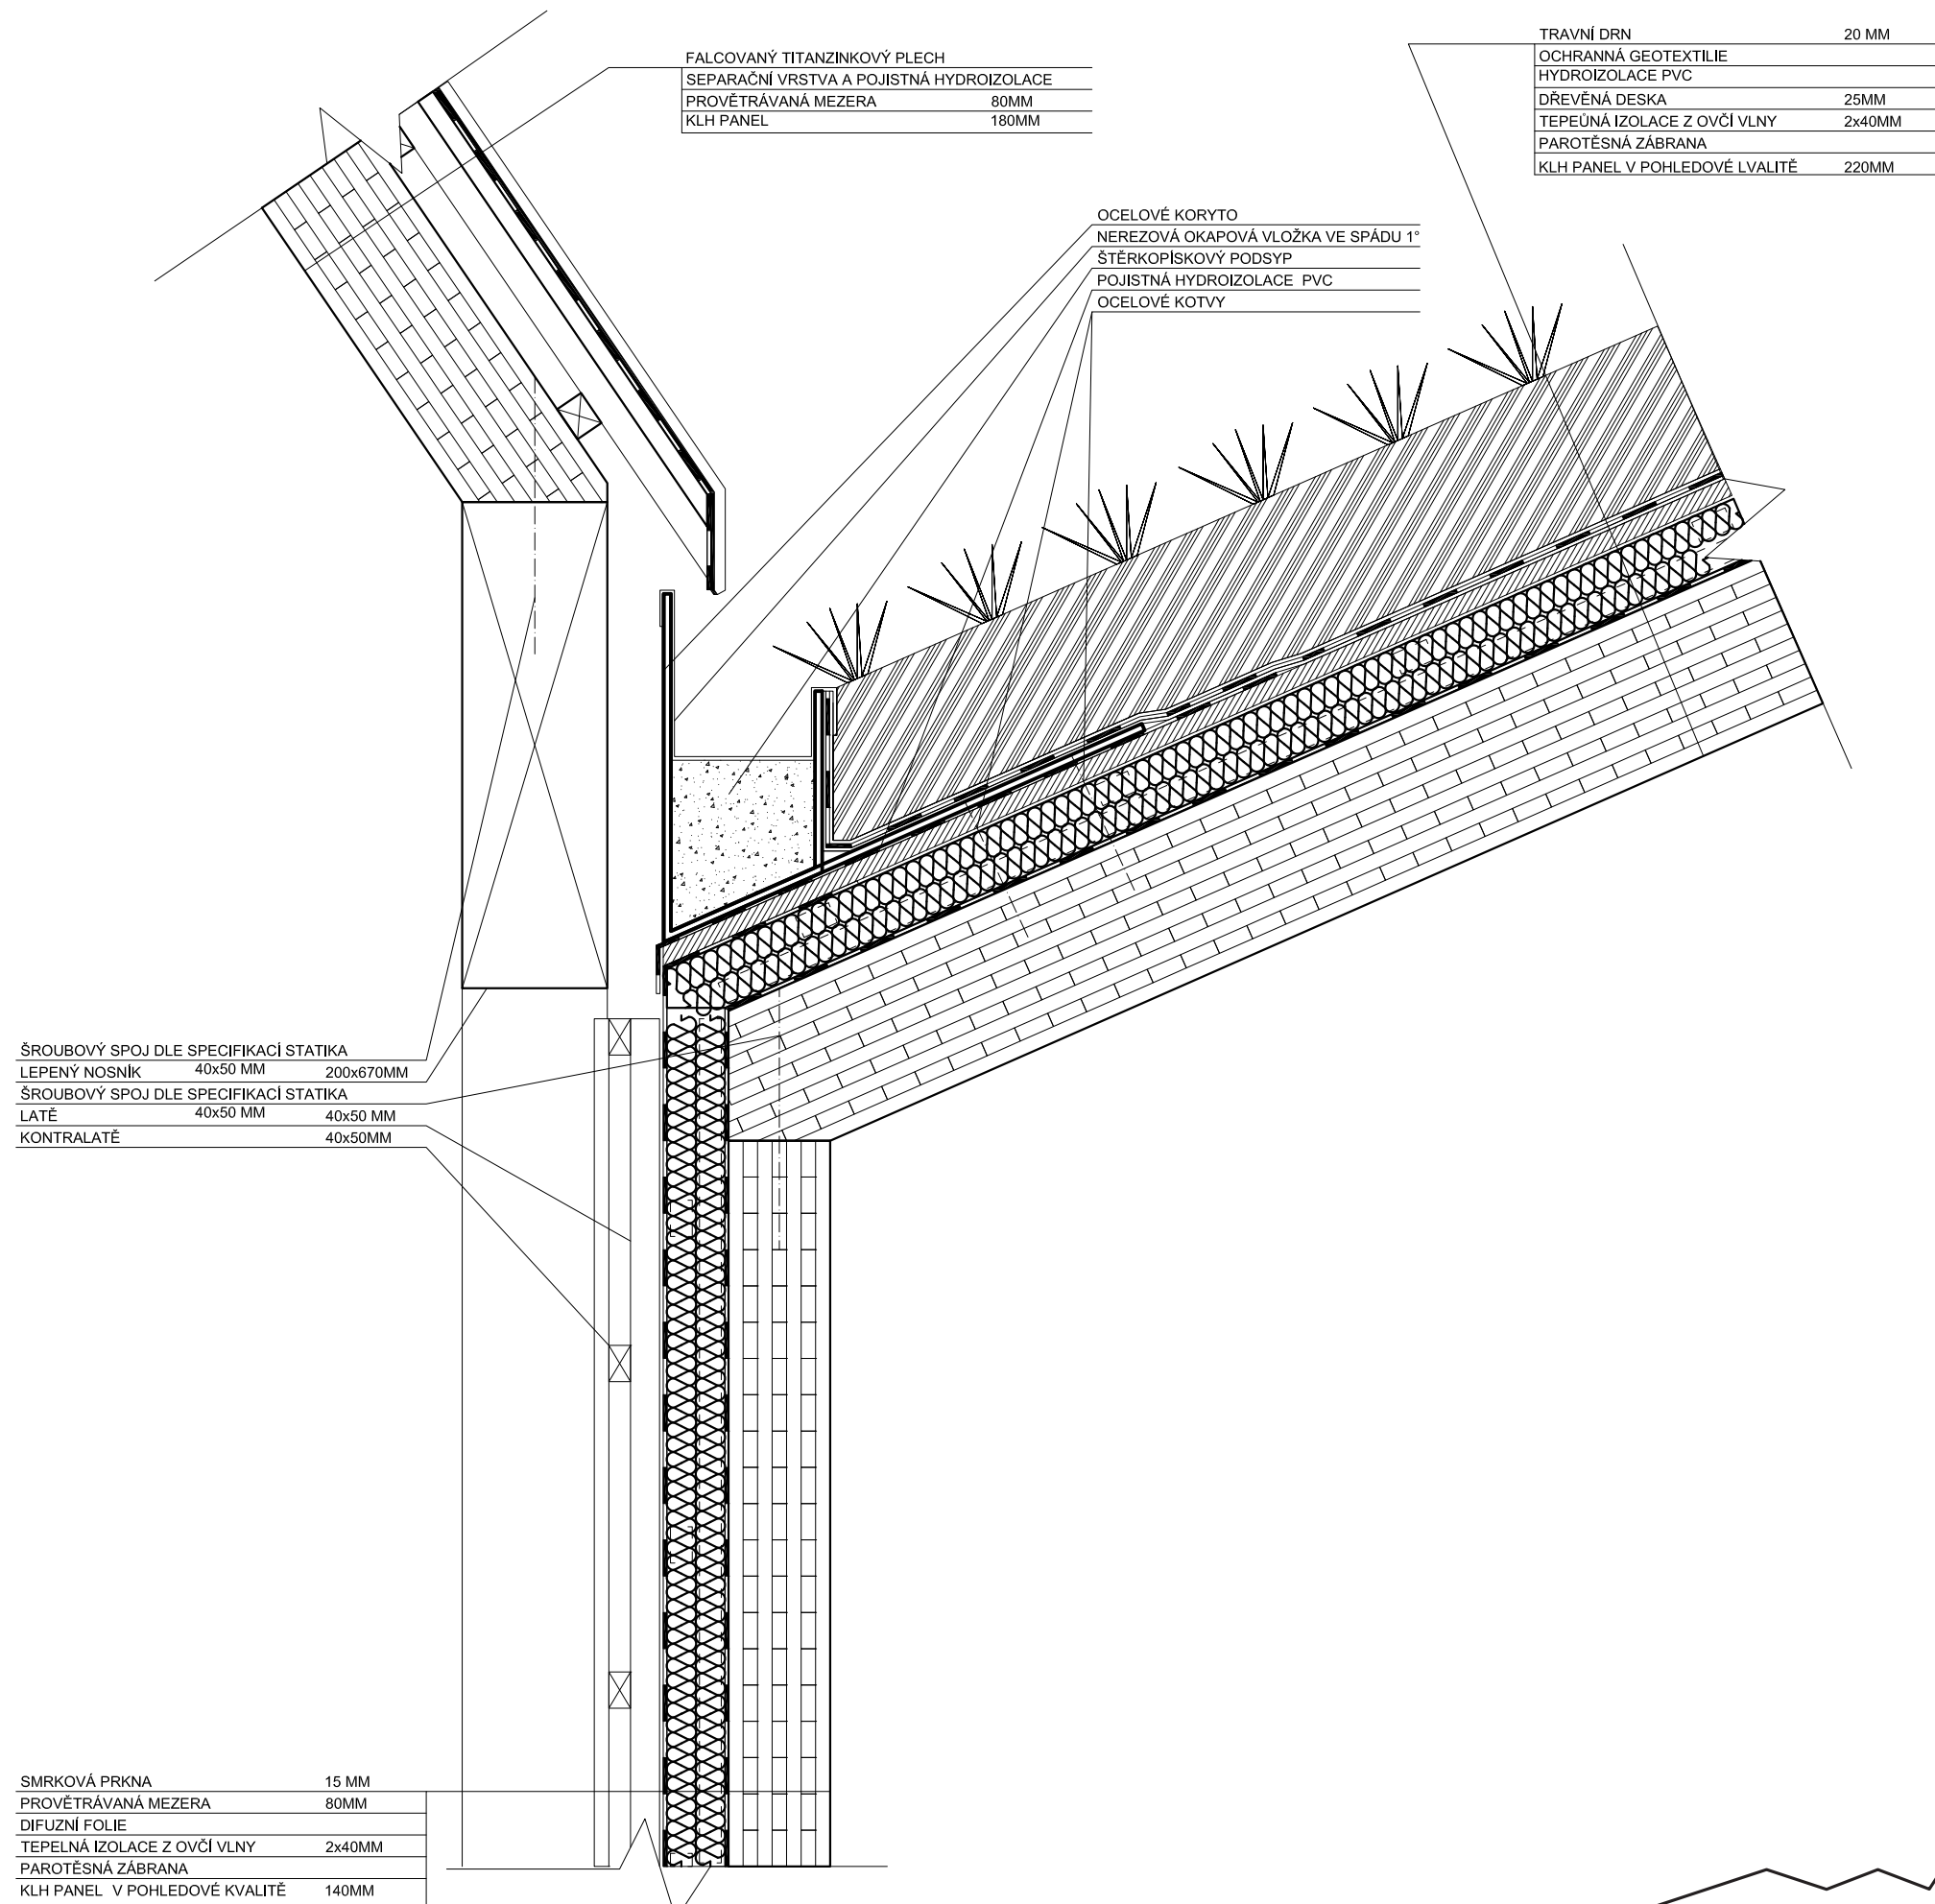 FALCOVANÝ TITANZINKOVÝ PLECH
SEPARAČNÍ VRSTVA A POJISTNÁ HYDROIZOLACE
PROVĚTRÁVANÁ MEZERA 80MM
KLH PANEL 180MM
TRAVNÍ DRN 20 MM
OCHRANNÁ GEOTEXTILIE
HYDROIZOLACE PVC
DŘEVĚNÁ DESKA 25MM
TEPEŮNÁ IZOLACE Z OVČÍ VLNY 2x40MM
PAROTĚSNÁ ZÁBRANA
KLH PANEL V POHLEDOVÉ LVALITĚ 220MM
OCELOVÉ KORYTO
NEREZOVÁ OKAPOVÁ VLOŽKA VE SPÁDU 1°
ŠTĚRKOPÍSKOVÝ PODSYP
POJISTNÁ HYDROIZOLACE PVC
OCELOVÉ KOTVY
ŠROUBOVÝ SPOJ DLE SPECIFIKACÍ STATIKA
LEPENÝ NOSNÍK 40x50 MM 200x670MM
ŠROUBOVÝ SPOJ DLE SPECIFIKACÍ STATIKA
LATĚ 40x50 MM 40x50 MM
KONTRALATĚ 40x50MM
SMRKOVÁ PRKNA 15 MM
PROVĚTRÁVANÁ MEZERA 80MM
DIFUZNÍ FOLIE
TEPELNÁ IZOLACE Z OVČÍ VLNY 2x40MM
PAROTĚSNÁ ZÁBRANA
KLH PANEL V POHLEDOVÉ KVALITĚ 140MM